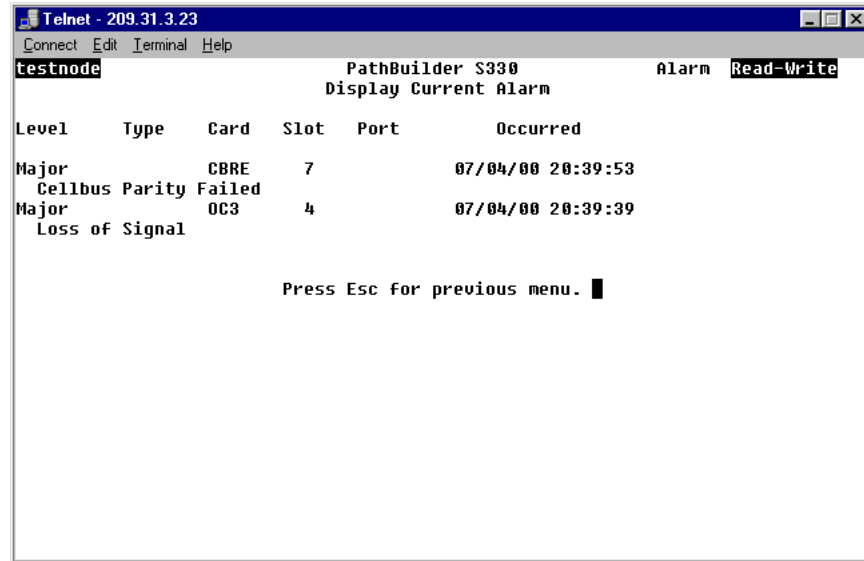 Telnet - 209.31.3.23
Connect Edit Terminal Help
testnode PathBuilder S330 Alarm Read-Write
Display Current Alarm
Level Type Card Slot Port Occurred
Major CBRE 7 07/04/00 20:39:53
Cellbus Parity Failed
Major OC3 4 07/04/00 20:39:39
Loss of Signal
Press Esc for previous menu.